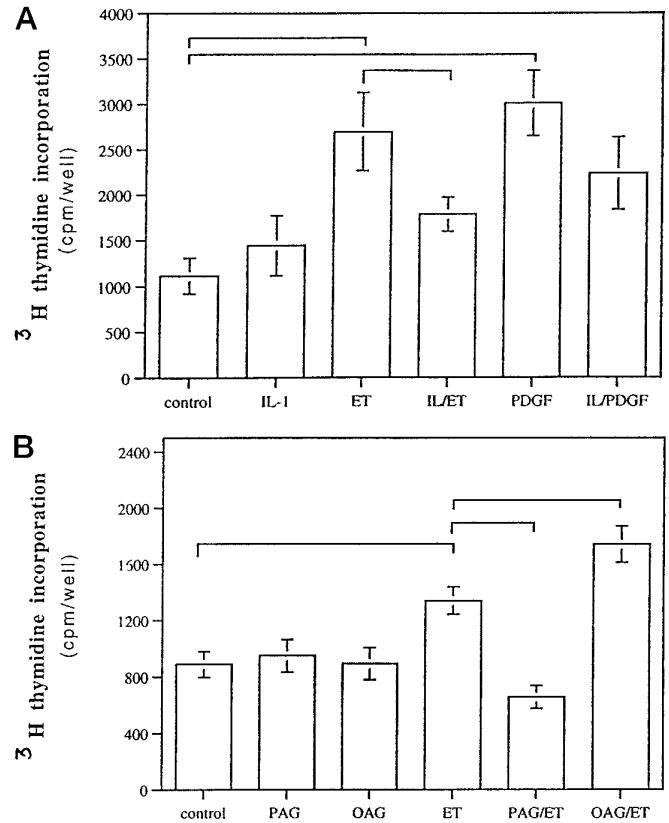 A
4000
3500
3000
2500
2000
1500
1000
500
0
3 H thymidine incorporation
(cpm/well)
control IL-1 ET IL/ET PDGF IL/PDGF
B
2400
2000
1500
1200
800
400
0
3 H thymidine incorporation
(cpm/well)
control PAG OAG ET PAG/ET OAG/ET